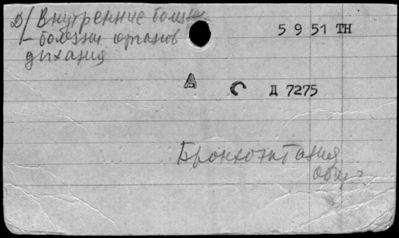 в/ Внутренние болезни
- болезни органов
дыхания
5 9 51 ТН
Д 7275
Бронхоэктазия